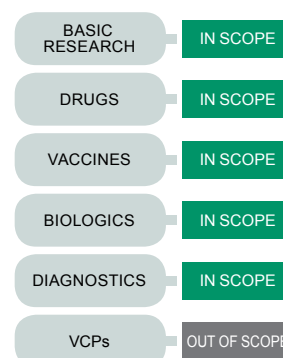 BASIC
RESEARCH
IN SCOPE
DRUGS
IN SCOPE
VACCINES
IN SCOPE
BIOLOGICS
IN SCOPE
DIAGNOSTICS
IN SCOPE
VCPs
OUT OF SCOPE